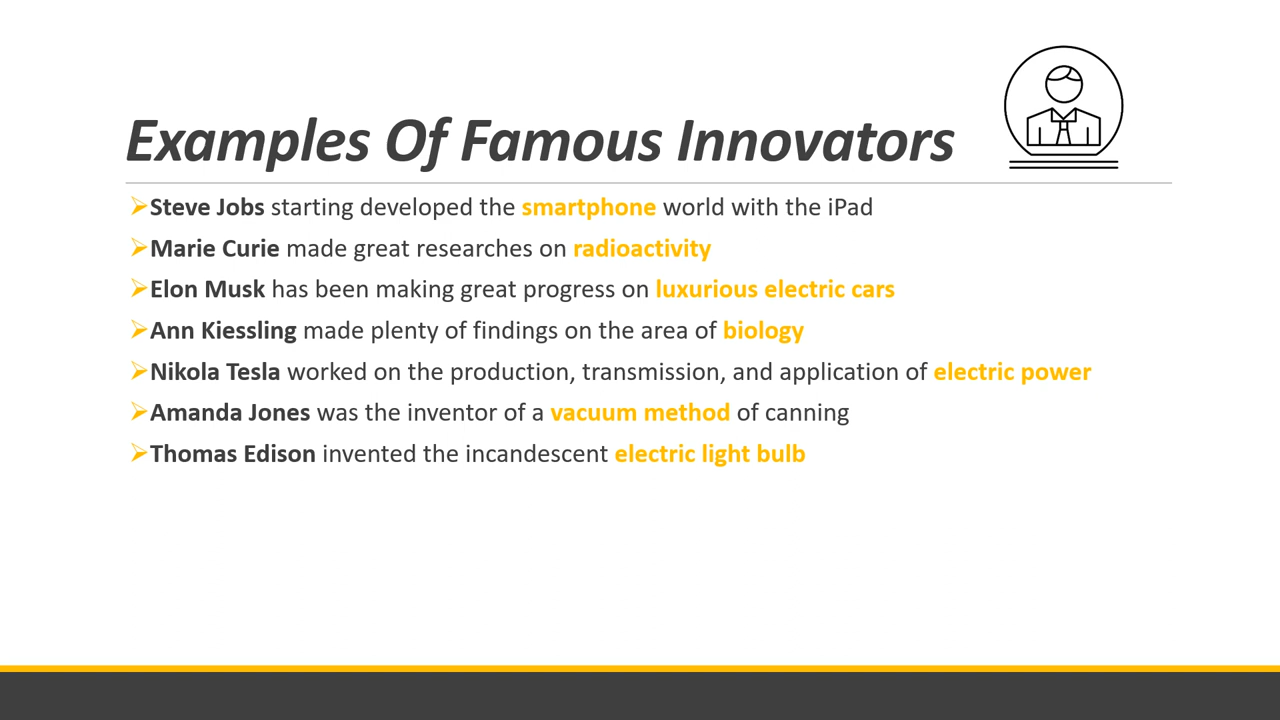 Examples Of Famous Innovators
Steve Jobs starting developed the smartphone world with the iPad
Marie Curie made great researches on radioactivity
Elon Musk has been making great progress on luxurious electric cars
Ann Kiessling made plenty of findings on the area of biology
Nikola Tesla worked on the production, transmission, and application of electric power
Amanda Jones was the inventor of a vacuum method of canning
Thomas Edison invented the incandescent electric light bulb